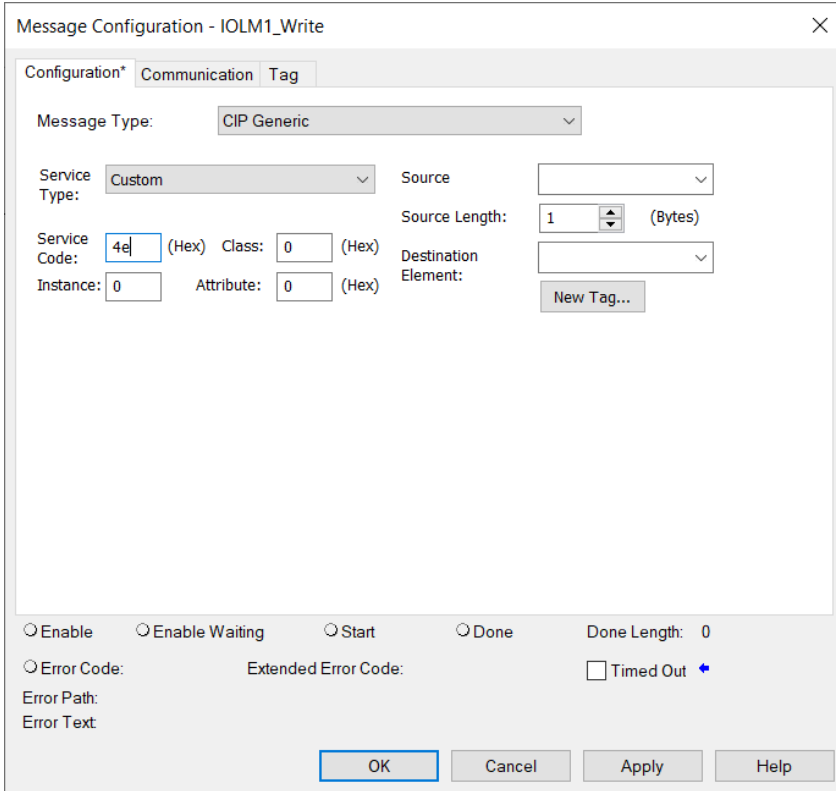 Message Configuration - IOLM1_Write
Configuration* Communication Tag
Message Type: CIP Generic
Service Type: Custom
Source
Source Length: 1 (Bytes)
Service Code: 4e (Hex) Class: 0 (Hex)
Destination Element:
Instance: 0 Attribute: 0 (Hex)
New Tag...
Enable Enable Waiting Start Done Done Length: 0
Error Code: Extended Error Code: Timed Out
Error Path:
Error Text:
OK Cancel Apply Help